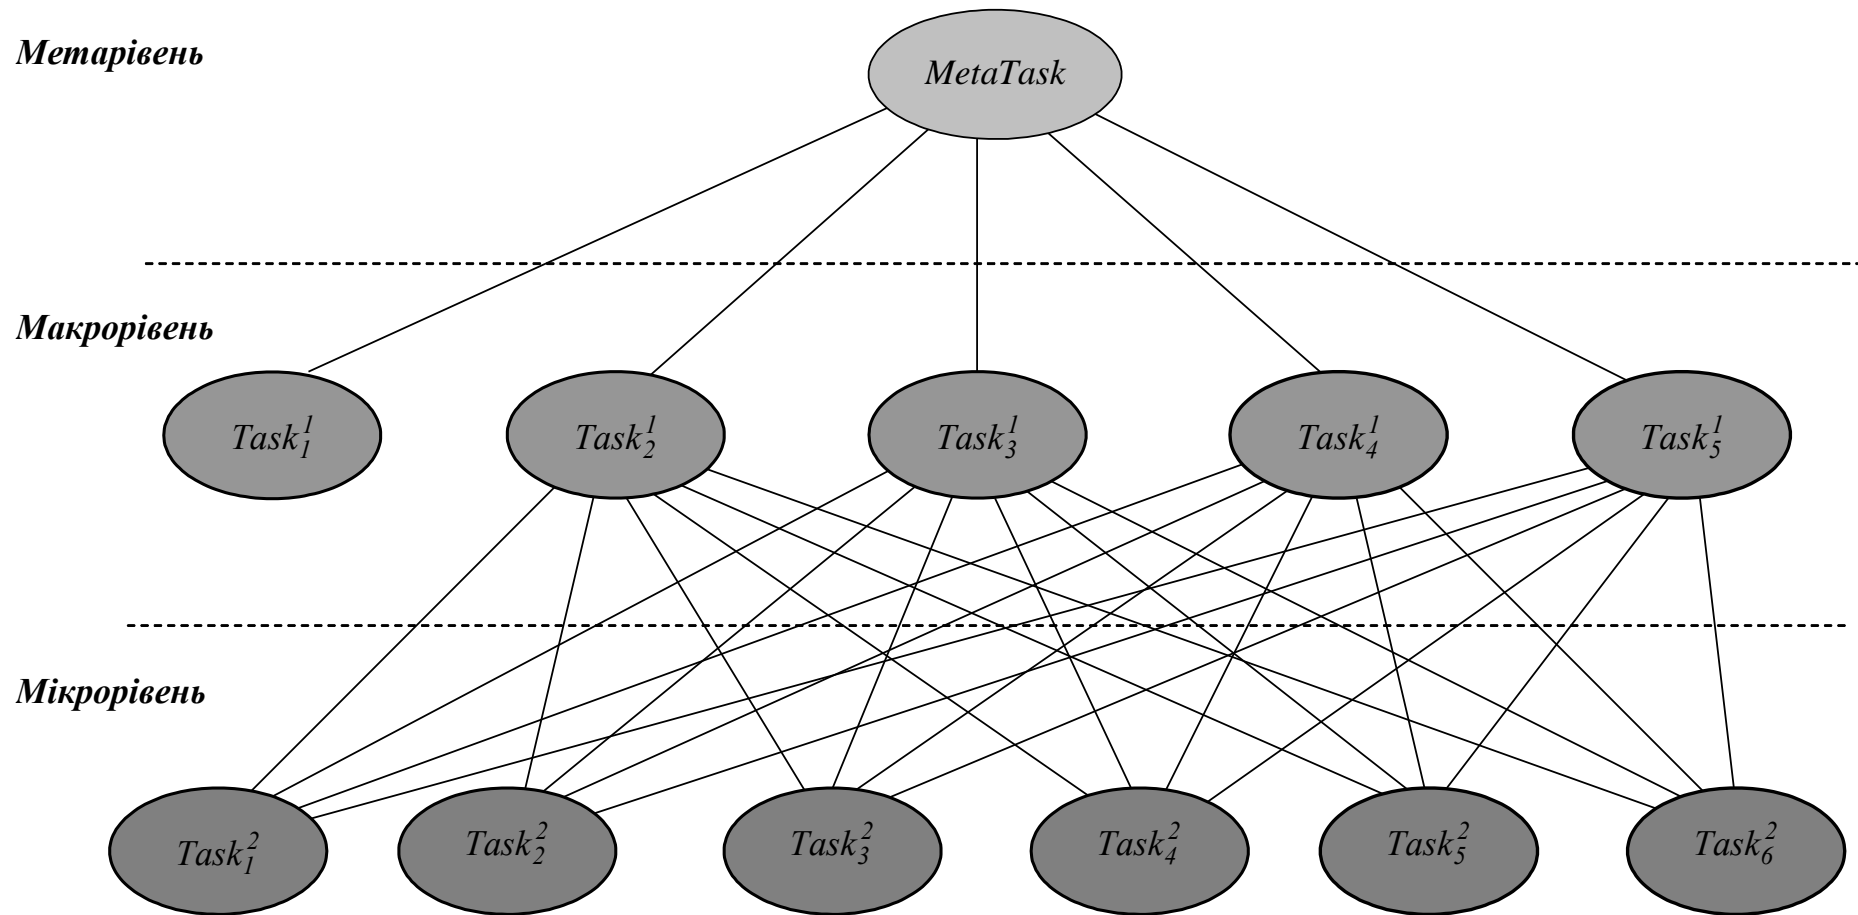 Метарівень
MetaTask
Макрорівень
Task₁¹
Task₂¹
Task₃¹
Task₄¹
Task₅¹
Мікрорівень
Task₁²
Task₂²
Task₃²
Task₄²
Task₅²
Task₆²